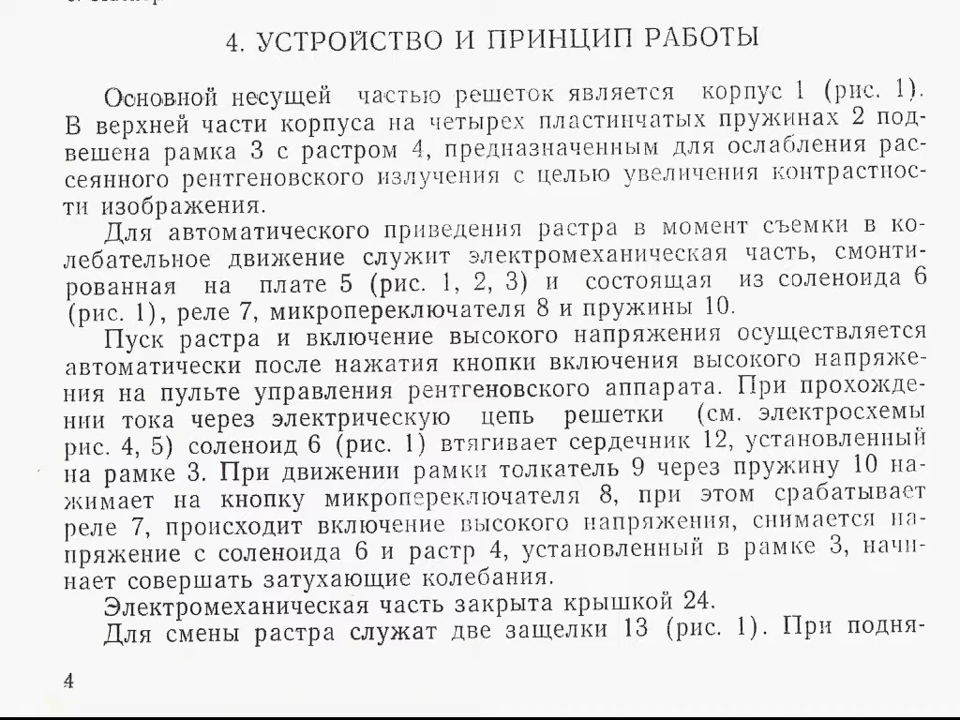 4. УСТРОЙСТВО И ПРИНЦИП РАБОТЫ
Основной несущей частью решеток является корпус 1 (рис. 1).
В верхней части корпуса на четырех пластинчатых пружинах 2 под-
вешена рамка 3 с растром 4, предназначенным для ослабления рас-
сеянного рентгеновского излучения с целью увеличения контрастнос-
ти изображения.
Для автоматического приведения растра в момент съемки в ко-
лебательное движение служит электромеханическая часть, смонти-
рованная на плате 5 (рис. 1, 2, 3) и состоящая из соленоида 6
(рис. 1), реле 7, микропереключателя 8 и пружины 10.
Пуск растра и включение высокого напряжения осуществляется
автоматически после нажатия кнопки включения высокого напряже-
ния на пульте управления рентгеновского аппарата. При прохожде-
нии тока через электрическую цепь решетки (см. электросхемы
рис. 4, 5) соленоид 6 (рис. 1) втягивает сердечник 12, установленный
на рамке 3. При движении рамки толкатель 9 через пружину 10 на-
жимает на кнопку микропереключателя 8, при этом срабатывает
реле 7, происходит включение высокого напряжения, снимается на-
пряжение с соленоида 6 и растр 4, установленный в рамке 3, начи-
нает совершать затухающие колебания.
Электромеханическая часть закрыта крышкой 24.
Для смены растра служат две защелки 13 (рис. 1). При подня-
4